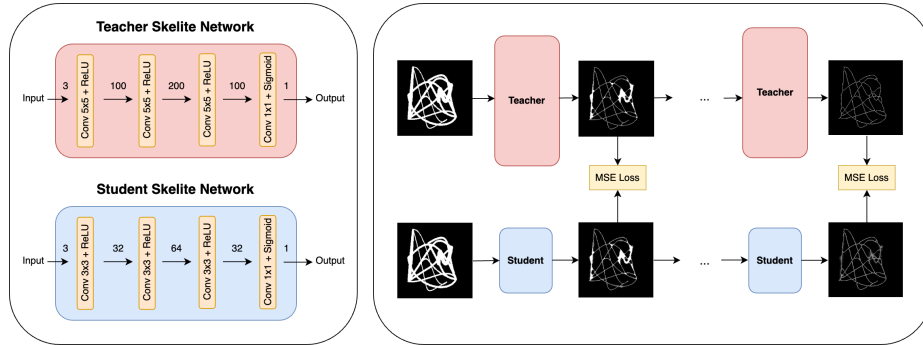 Teacher Skelite Network
Input
3
Conv 5x5 + ReLU
100
Conv 5x5 + ReLU
200
Conv 5x5 + ReLU
100
Conv 1x1 + Sigmoid
1
Output
Student Skelite Network
Input
3
Conv 3x3 + ReLU
32
Conv 3x3 + ReLU
64
Conv 3x3 + ReLU
32
Conv 1x1 + Sigmoid
1
Output
Teacher
...
Teacher
MSE Loss
MSE Loss
Student
...
Student